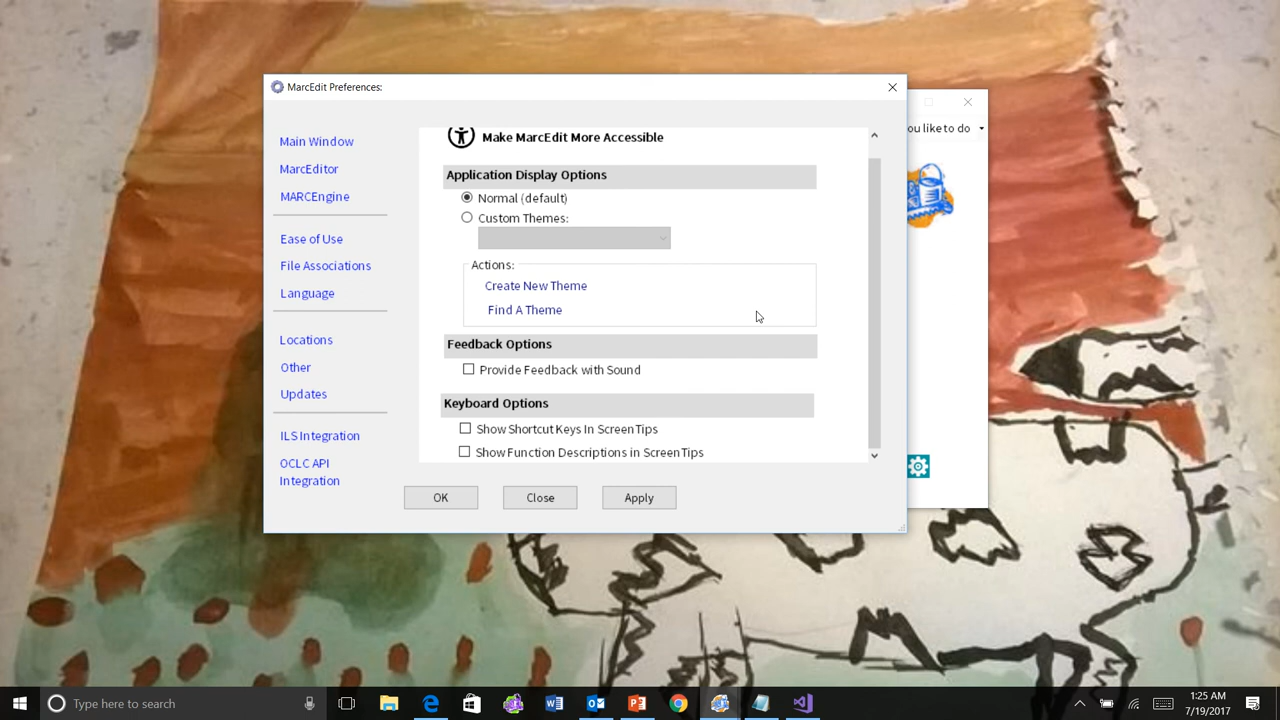 MarcEdit Preferences:
ou like to do
Main Window
MarcEditor
MARCEngine
Ease of Use
File Associations
Language
Locations
Other
Updates
ILS Integration
OCLC API
Integration
Make MarcEdit More Accessible
Application Display Options
Normal (default)
Custom Themes:
Actions:
Create New Theme
Find A Theme
Feedback Options
Provide Feedback with Sound
Keyboard Options
Show Shortcut Keys In ScreenTips
Show Function Descriptions in ScreenTips
OK
Close
Apply
Type here to search
1:25 AM
7/19/2017